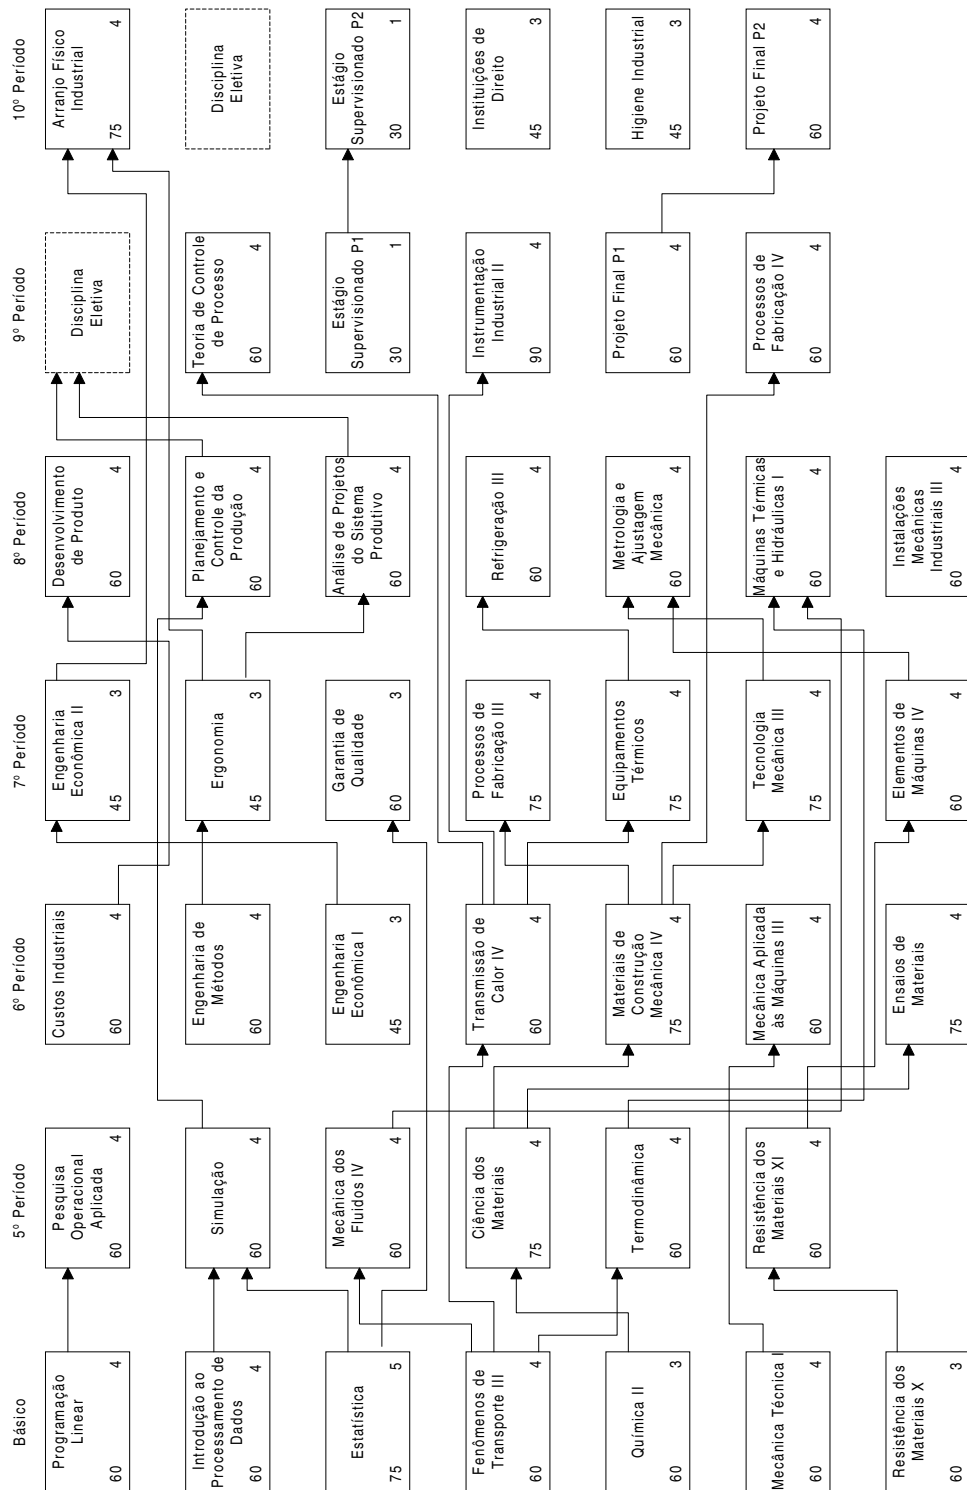 Básico
Programação
Linear
60
4
Introdução ao
Processamento de
Dados
60
4
Estatística
75
5
Fenômenos de
Transporte III
60
4
Química II
60
3
Mecânica Técnica I
60
4
Resistência dos
Materiais X
60
3
5º Período
Pesquisa
Operacional
Aplicada
60
4
Simulação
60
4
Mecânica dos
Fluidos IV
60
4
Ciência dos
Materiais
75
4
Termodinâmica
60
4
Resistência dos
Materiais XI
60
4
6º Período
Custos Industriais
60
4
Engenharia de
Métodos
60
4
Engenharia
Econômica I
45
3
Transmissão de
Calor IV
60
4
Materiais de
Construção
Mecânica IV
75
4
Mecânica Aplicada
às Máquinas III
60
4
Ensaios de
Materiais
75
4
7º Período
Engenharia
Econômica II
45
3
Ergonomia
45
3
Garantia de
Qualidade
60
3
Processos de
Fabricação III
75
4
Equipamentos
Térmicos
75
4
Tecnologia
Mecânica III
75
4
Elementos de
Máquinas IV
60
4
8º Período
Desenvolvimento
de Produto
60
4
Planejamento e
Controle da
Produção
60
4
Análise de Projetos
do Sistema
Produtivo
60
4
Refrigeração III
60
4
Metrologia e
Ajustagem
Mecânica
60
4
Máquinas Térmicas
e Hidráulicas I
60
4
Instalações
Mecânicas
Industriais III
60
4
9º Período
Disciplina
Eletiva
Teoria de Controle
de Processo
60
4
Estágio
Supervisionado P1
30
1
Instrumentação
Industrial II
90
4
Projeto Final P1
60
4
Processos de
Fabricação IV
60
4
10º Período
Arranjo Físico
Industrial
75
4
Disciplina
Eletiva
Estágio
Supervisionado P2
30
1
Instituições de
Direito
45
3
Higiene Industrial
45
3
Projeto Final P2
60
4